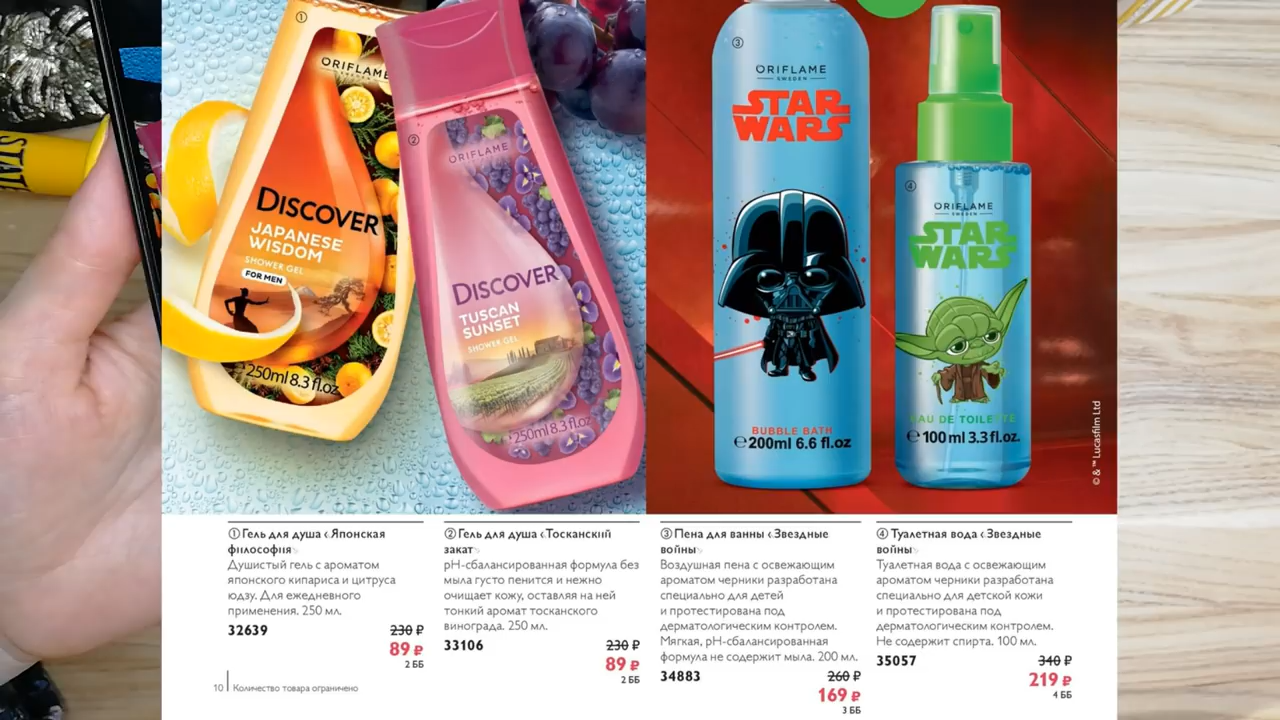 ①
ORIFLAME
DISCOVER
JAPANESE
WISDOM
SHOWER GEL
FOR MEN
250ml 8.3 fl.oz.
②
ORIFLAME
DISCOVER
TUSCAN
SUNSET
SHOWER GEL
250ml 8.3 fl.oz.
③
ORIFLAME
SWEDEN
STAR
WARS
BUBBLE BATH
℮200ml 6.6 fl.oz
④
ORIFLAME
SWEDEN
STAR
WARS
EAU DE TOILETTE
℮ 100 ml 3.3 fl.oz.
© & ™ Lucasfilm Ltd
① Гель для душа «Японская
философия»
Душистый гель с ароматом
японского кипариса и цитруса
юдзу. Для ежедневного
применения. 250 мл.
32639
230 ₽
89 ₽
2 ББ
② Гель для душа «Тосканский
закат»
pH-сбалансированная формула без
мыла густо пенится и нежно
очищает кожу, оставляя на ней
тонкий аромат тосканского
винограда. 250 мл.
33106
230 ₽
89 ₽
2 ББ
③ Пена для ванны «Звездные
войны»
Воздушная пена с освежающим
ароматом черники разработана
специально для детей
и протестирована под
дерматологическим контролем.
Мягкая, pH-сбалансированная
формула не содержит мыла. 200 мл.
34883
260 ₽
169 ₽
3 ББ
④ Туалетная вода «Звездные
войны»
Туалетная вода с освежающим
ароматом черники разработана
специально для детской кожи
и протестирована под
дерматологическим контролем.
Не содержит спирта. 100 мл.
35057
340 ₽
219 ₽
4 ББ
10 | Количество товара ограничено